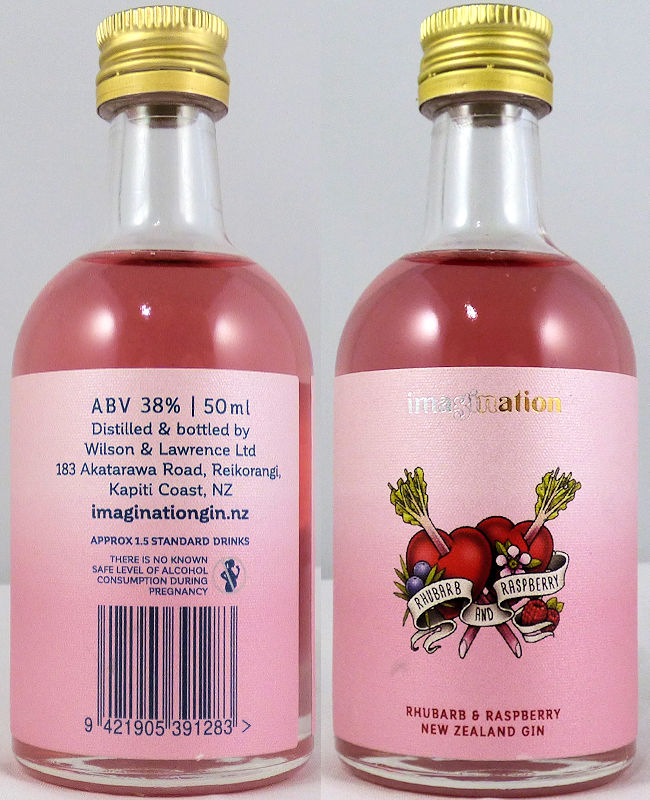 ABV 38% | 50ml
Distilled & bottled by
Wilson & Lawrence Ltd
183 Akatarawa Road, Reikorangi,
Kapiti Coast, NZ
imaginationgin.nz
APPROX 1.5 STANDARD DRINKS
THERE IS NO KNOWN
SAFE LEVEL OF ALCOHOL
CONSUMPTION DURING
PREGNANCY
9 421905 391283 >
imagination
RHUBARB AND RASPBERRY
RHUBARB & RASPBERRY
NEW ZEALAND GIN